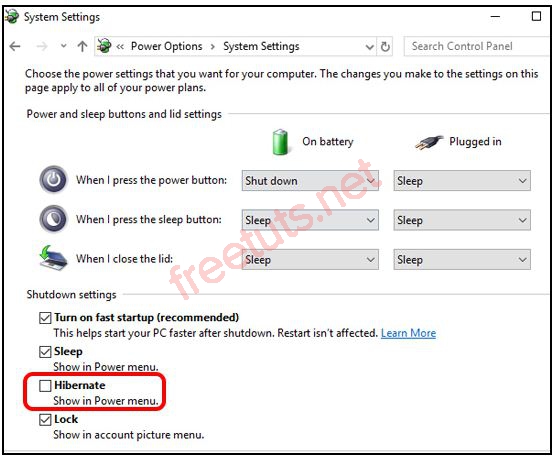 System Settings
« Power Options > System Settings
Search Control Panel
Choose the power settings that you want for your computer. The changes you make to the settings on this
page apply to all of your power plans.
Power and sleep buttons and lid settings
On battery
Plugged in
When I press the power button:
Shut down
Sleep
When I press the sleep button:
Sleep
Sleep
When I close the lid:
Sleep
Sleep
freetuts.net
Shutdown settings
Turn on fast startup (recommended)
This helps start your PC faster after shutdown. Restart isn't affected. Learn More
Sleep
Show in Power menu.
Hibernate
Show in Power menu.
Lock
Show in account picture menu.